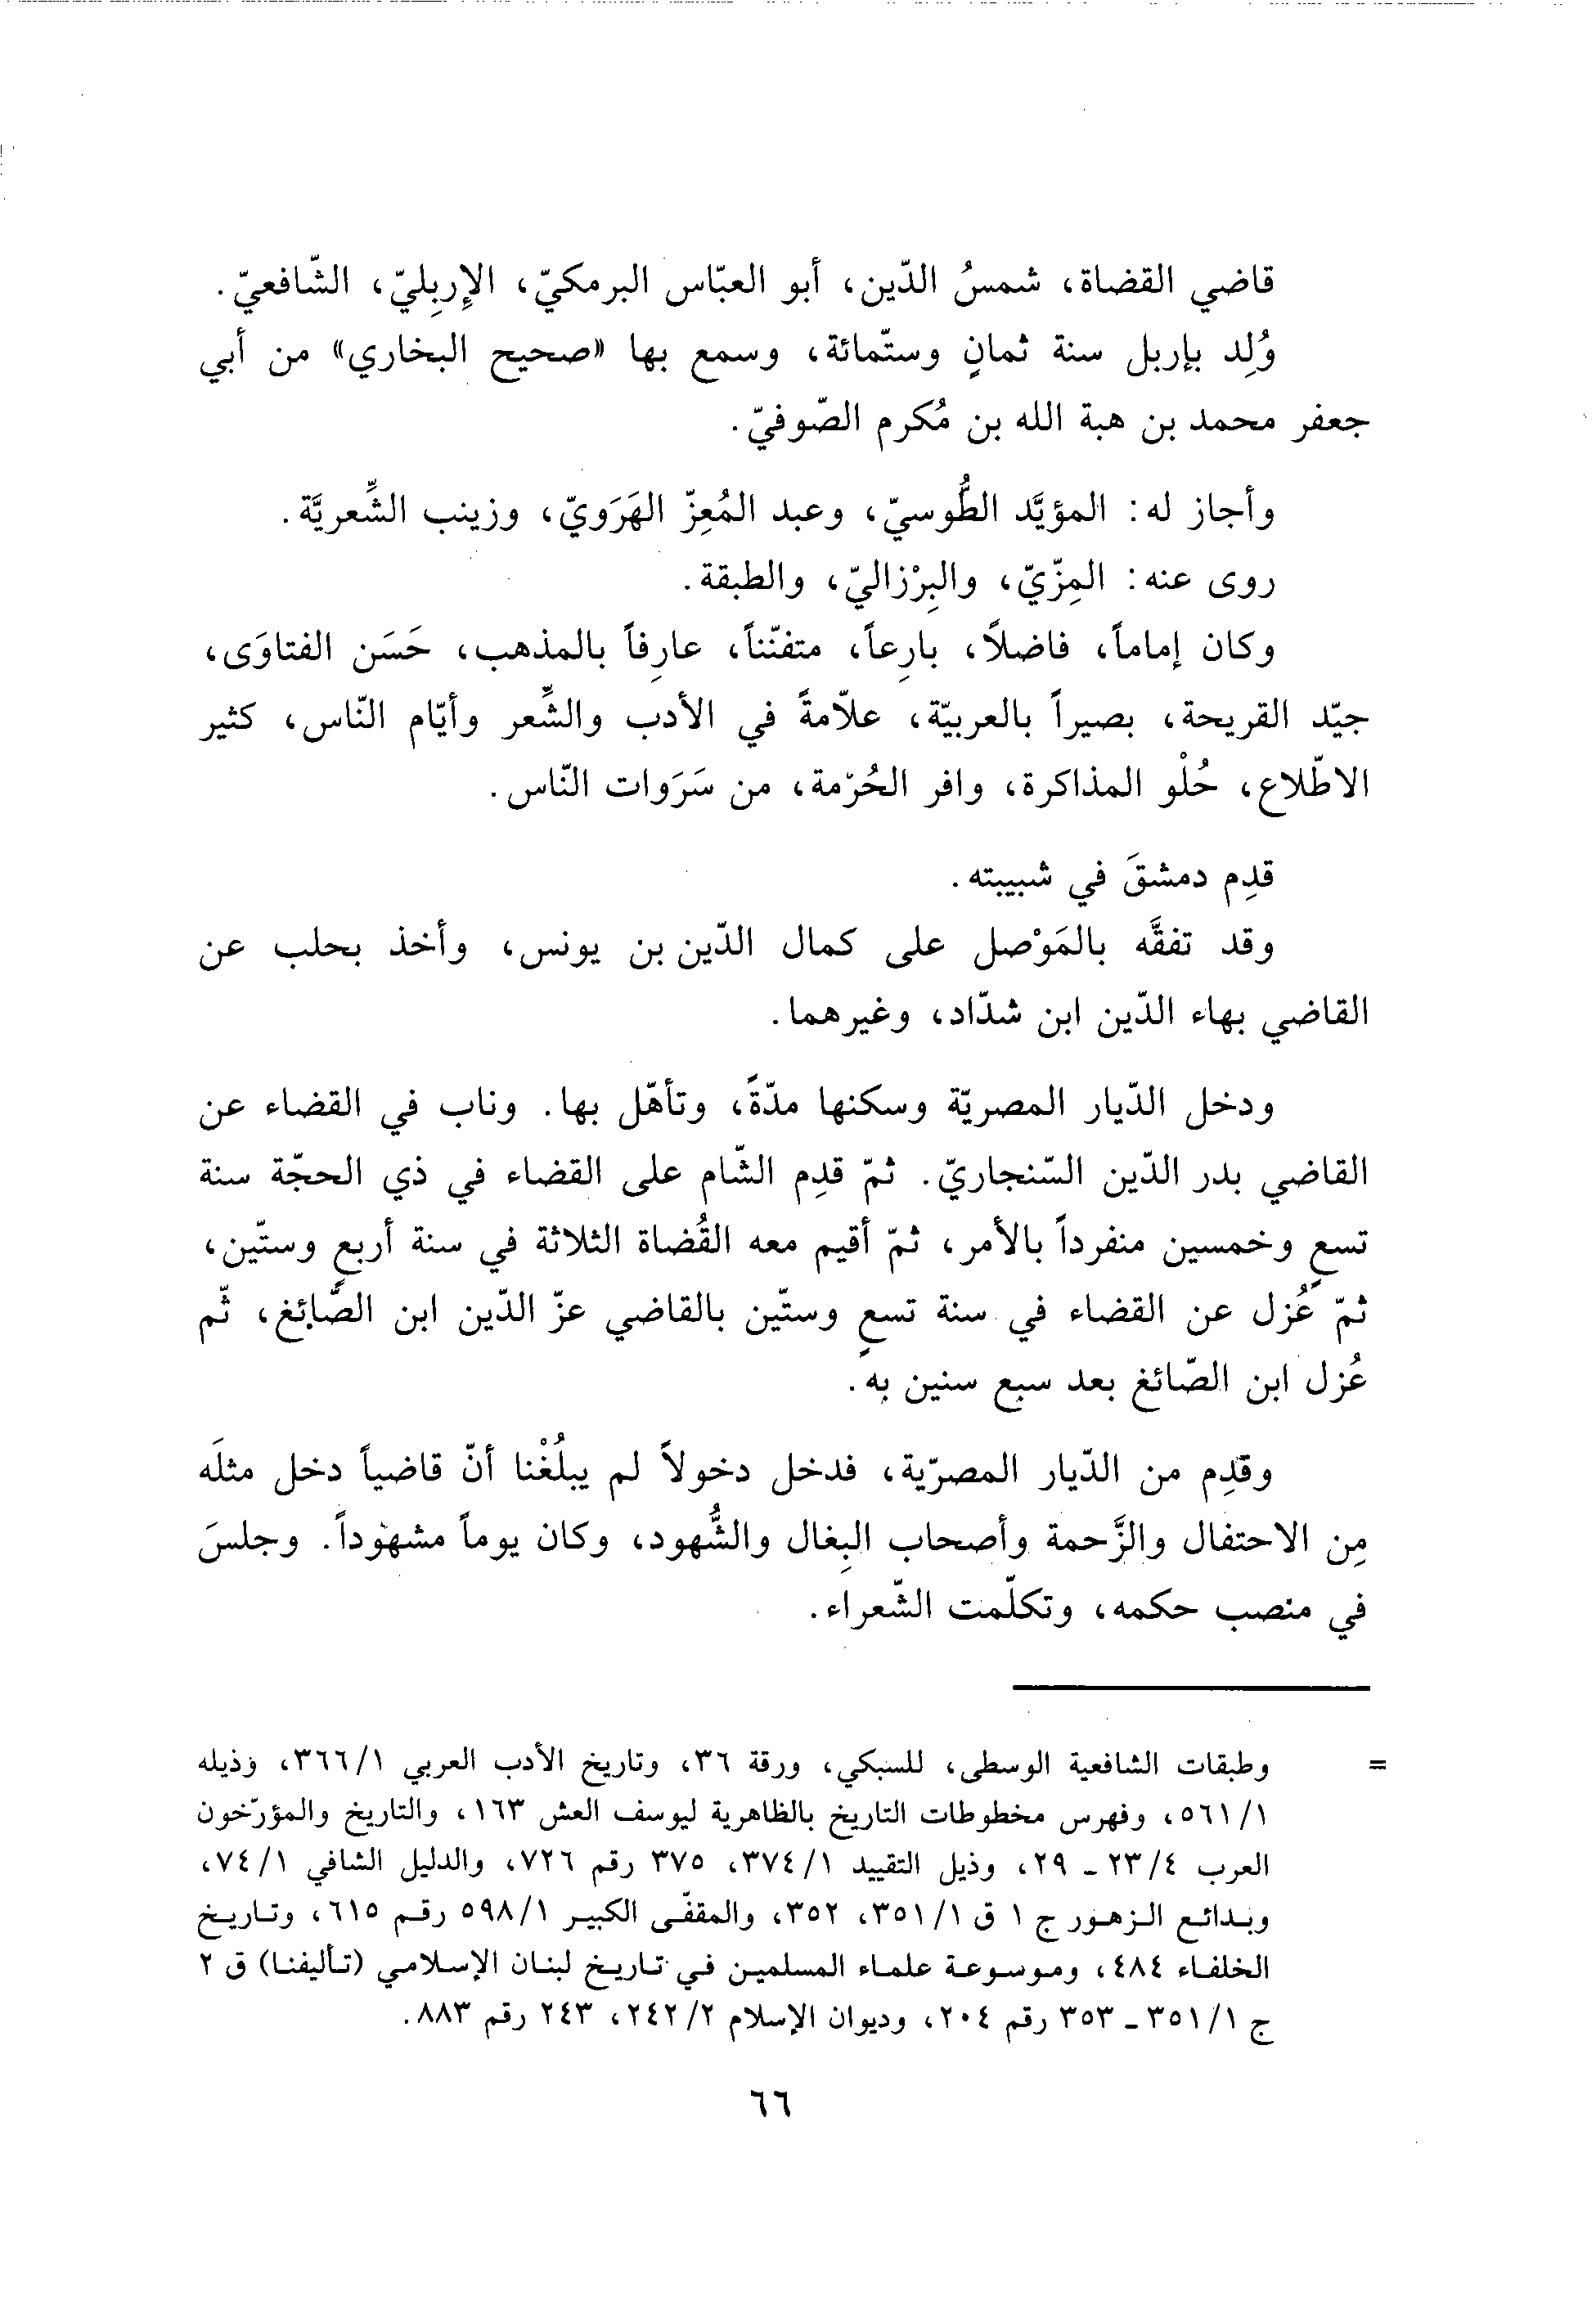 قاضي القضاة، شمسُ الدّين، أبو العبّاس البرمكيّ، الإربِليّ، الشّافعيّ.
وُلِد بإربل سنة ثمانٍ وستّمائة، وسمع بها «صحيح البخاري» من أبي
جعفر محمد بن هبة الله بن مُكرم الصّوفيّ.
وأجاز له: المؤيَّد الطُّوسيّ، وعبد المُعِزّ الهَرَويّ، وزينب الشِّعريَّة.
روى عنه: المِزّيّ، والبِرْزاليّ، والطبقة.
وكان إماماً، فاضلاً، بارِعاً، متفنّناً، عارِفاً بالمذهب، حَسَن الفتاوَى،
جيّد القريحة، بصيراً بالعربيّة، علاّمةً في الأدب والشِّعر وأيّام النّاس، كثير
الاطّلاع، حُلْو المذاكرة، وافر الحُرْمة، من سَرَوات النّاس.
قدِم دمشقَ في شبيبته.
وقد تفقَّه بالمَوْصل على كمال الدّين بن يونس، وأخذ بحلب عن
القاضي بهاء الدّين ابن شدّاد، وغيرهما.
ودخل الدّيار المصريّة وسكنها مدّةً، وتأهّل بها. وناب في القضاء عن
القاضي بدر الدّين السّنجاريّ. ثمّ قدِم الشّام على القضاء في ذي الحجّة سنة
تسعٍ وخمسين منفرداً بالأمر، ثمّ أقيم معه القُضاة الثلاثة في سنة أربعٍ وستّين،
ثمّ عُزل عن القضاء في سنة تسعٍ وستّين بالقاضي عزّ الدّين ابن الصّايُغ، ثّم
عُزل ابن الصّائغ بعد سبع سنين به.
وقدِم من الدّيار المصرّية، فدخل دخولاً لم يبلُغْنا أنّ قاضياً دخل مثلَه
مِن الاحتفال والزَّحمة وأصحاب البِغال والشُّهود، وكان يوماً مشهوداً. وجلسَ
في منصب حكمه، وتكلّمت الشّعراء.
= وطبقات الشافعية الوسطى، للسبكي، ورقة ٣٦، وتاريخ الأدب العربي ١/ ٣٦٦، وذيله
١/ ٥٦١، وفهرس مخطوطات التاريخ بالظاهرية ليوسف العش ١٦٣، والتاريخ والمؤرّخون
العرب ٤/ ٢٣ ـ ٢٩، وذيل التقييد ١/ ٣٧٤، ٣٧٥ رقم ٧٢٦، والدليل الشافي ١/ ٧٤،
وبدائع الزهور ج ١ ق ١/ ٣٥١، ٣٥٢، والمقفّى الكبير ١/ ٥٩٨ رقم ٦١٥، وتاريخ
الخلفاء ٤٨٤، وموسوعة علماء المسلمين في تاريخ لبنان الإسلامي (تأليفنا) ق ٢
ج ١/ ٣٥١ ـ ٣٥٣ رقم ٢٠٤، وديوان الإسلام ٢/ ٢٤٢، ٢٤٣ رقم ٨٨٣.
٦٦